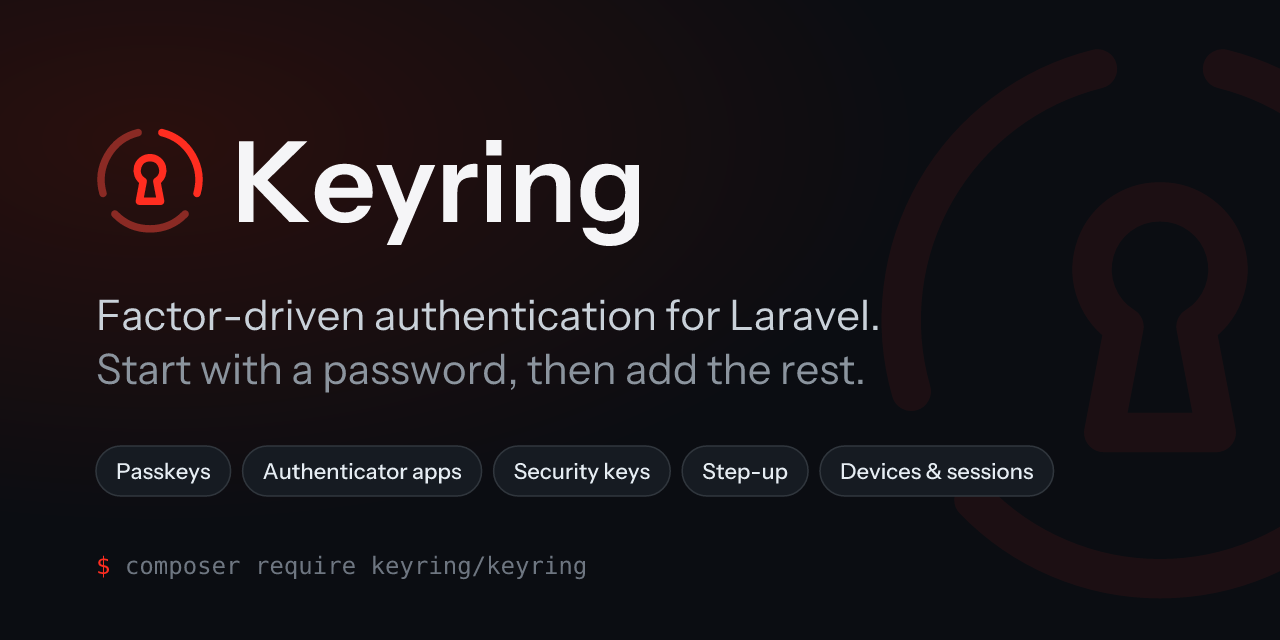 Keyring
Factor-driven authentication for Laravel.
Start with a password, then add the rest.
Passkeys
Authenticator apps
Security keys
Step-up
Devices & sessions
$ composer require keyring/keyring